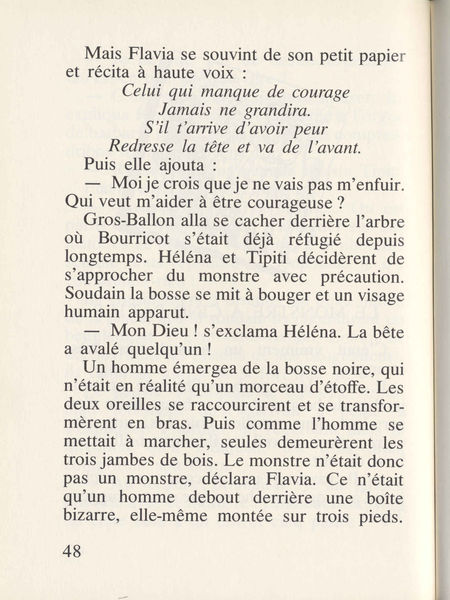 Mais Flavia se souvint de son petit papier
et récita à haute voix :
Celui qui manque de courage
Jamais ne grandira.
S'il t'arrive d'avoir peur
Redresse la tête et va de l'avant.
Puis elle ajouta :
— Moi je crois que je ne vais pas m'enfuir.
Qui veut m'aider à être courageuse ?
Gros-Ballon alla se cacher derrière l'arbre
où Bourricot s'était déjà réfugié depuis
longtemps. Héléna et Tipiti décidèrent de
s'approcher du monstre avec précaution.
Soudain la bosse se mit à bouger et un visage
humain apparut.
— Mon Dieu ! s'exclama Héléna. La bête
a avalé quelqu'un !
Un homme émergea de la bosse noire, qui
n'était en réalité qu'un morceau d'étoffe. Les
deux oreilles se raccourcirent et se transfor-
mèrent en bras. Puis comme l'homme se
mettait à marcher, seules demeurèrent les
trois jambes de bois. Le monstre n'était donc
pas un monstre, déclara Flavia. Ce n'était
qu'un homme debout derrière une boîte
bizarre, elle-même montée sur trois pieds.
48